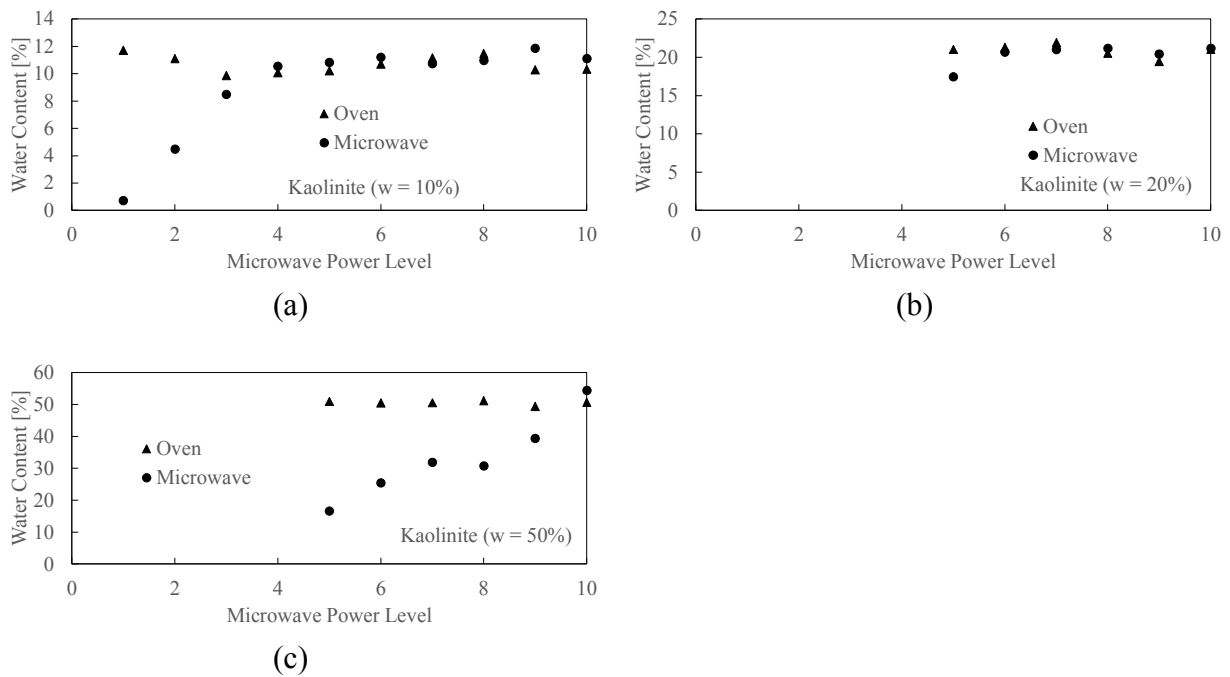 14
12
10
8
6
4
2
0
Water Content [%]
Oven
Microwave
Kaolinite (w = 10%)
0 2 4 6 8 10
Microwave Power Level
(a)
25
20
15
10
5
0
Water Content [%]
Oven
Microwave
Kaolinite (w = 20%)
0 2 4 6 8 10
Microwave Power Level
(b)
60
50
40
30
20
10
0
Water Content [%]
Oven
Microwave
Kaolinite (w = 50%)
0 2 4 6 8 10
Microwave Power Level
(c)